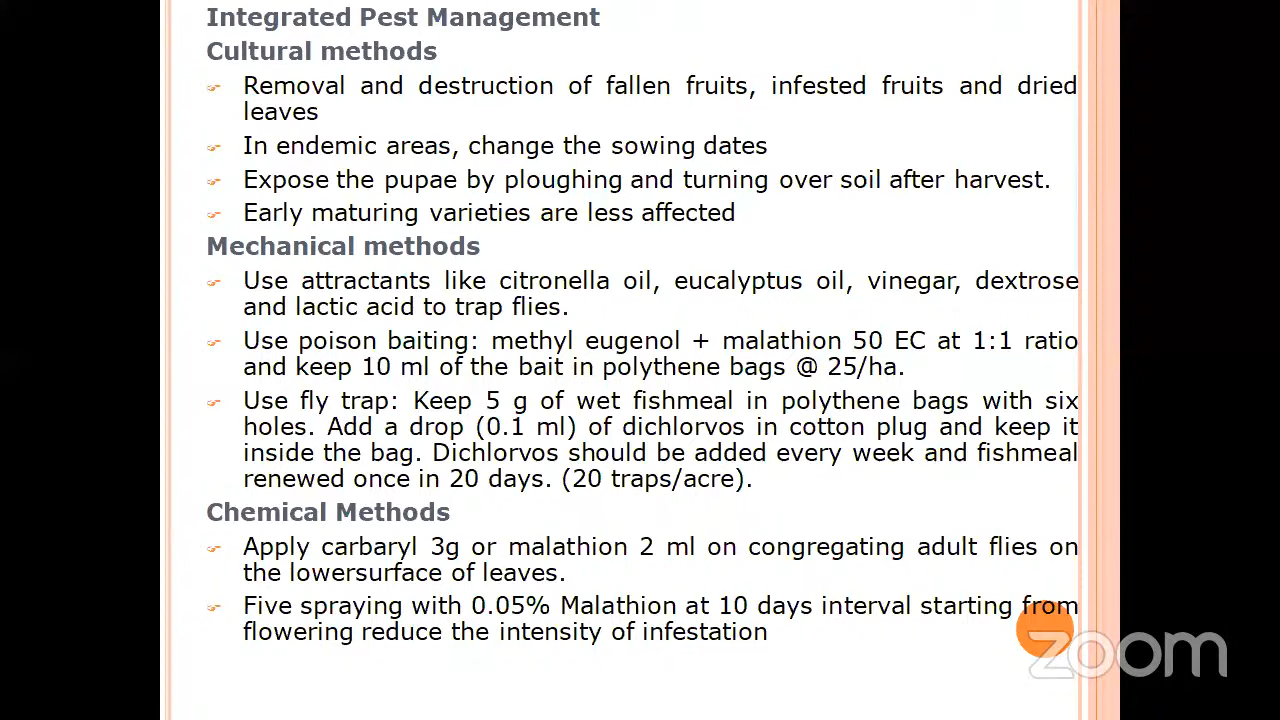 Integrated Pest Management
Cultural methods
Removal and destruction of fallen fruits, infested fruits and dried
leaves
In endemic areas, change the sowing dates
Expose the pupae by ploughing and turning over soil after harvest.
Early maturing varieties are less affected
Mechanical methods
Use attractants like citronella oil, eucalyptus oil, vinegar, dextrose
and lactic acid to trap flies.
Use poison baiting: methyl eugenol + malathion 50 EC at 1:1 ratio
and keep 10 ml of the bait in polythene bags @ 25/ha.
Use fly trap: Keep 5 g of wet fishmeal in polythene bags with six
holes. Add a drop (0.1 ml) of dichlorvos in cotton plug and keep it
inside the bag. Dichlorvos should be added every week and fishmeal
renewed once in 20 days. (20 traps/acre).
Chemical Methods
Apply carbaryl 3g or malathion 2 ml on congregating adult flies on
the lowersurface of leaves.
Five spraying with 0.05% Malathion at 10 days interval starting from
flowering reduce the intensity of infestation
zoom